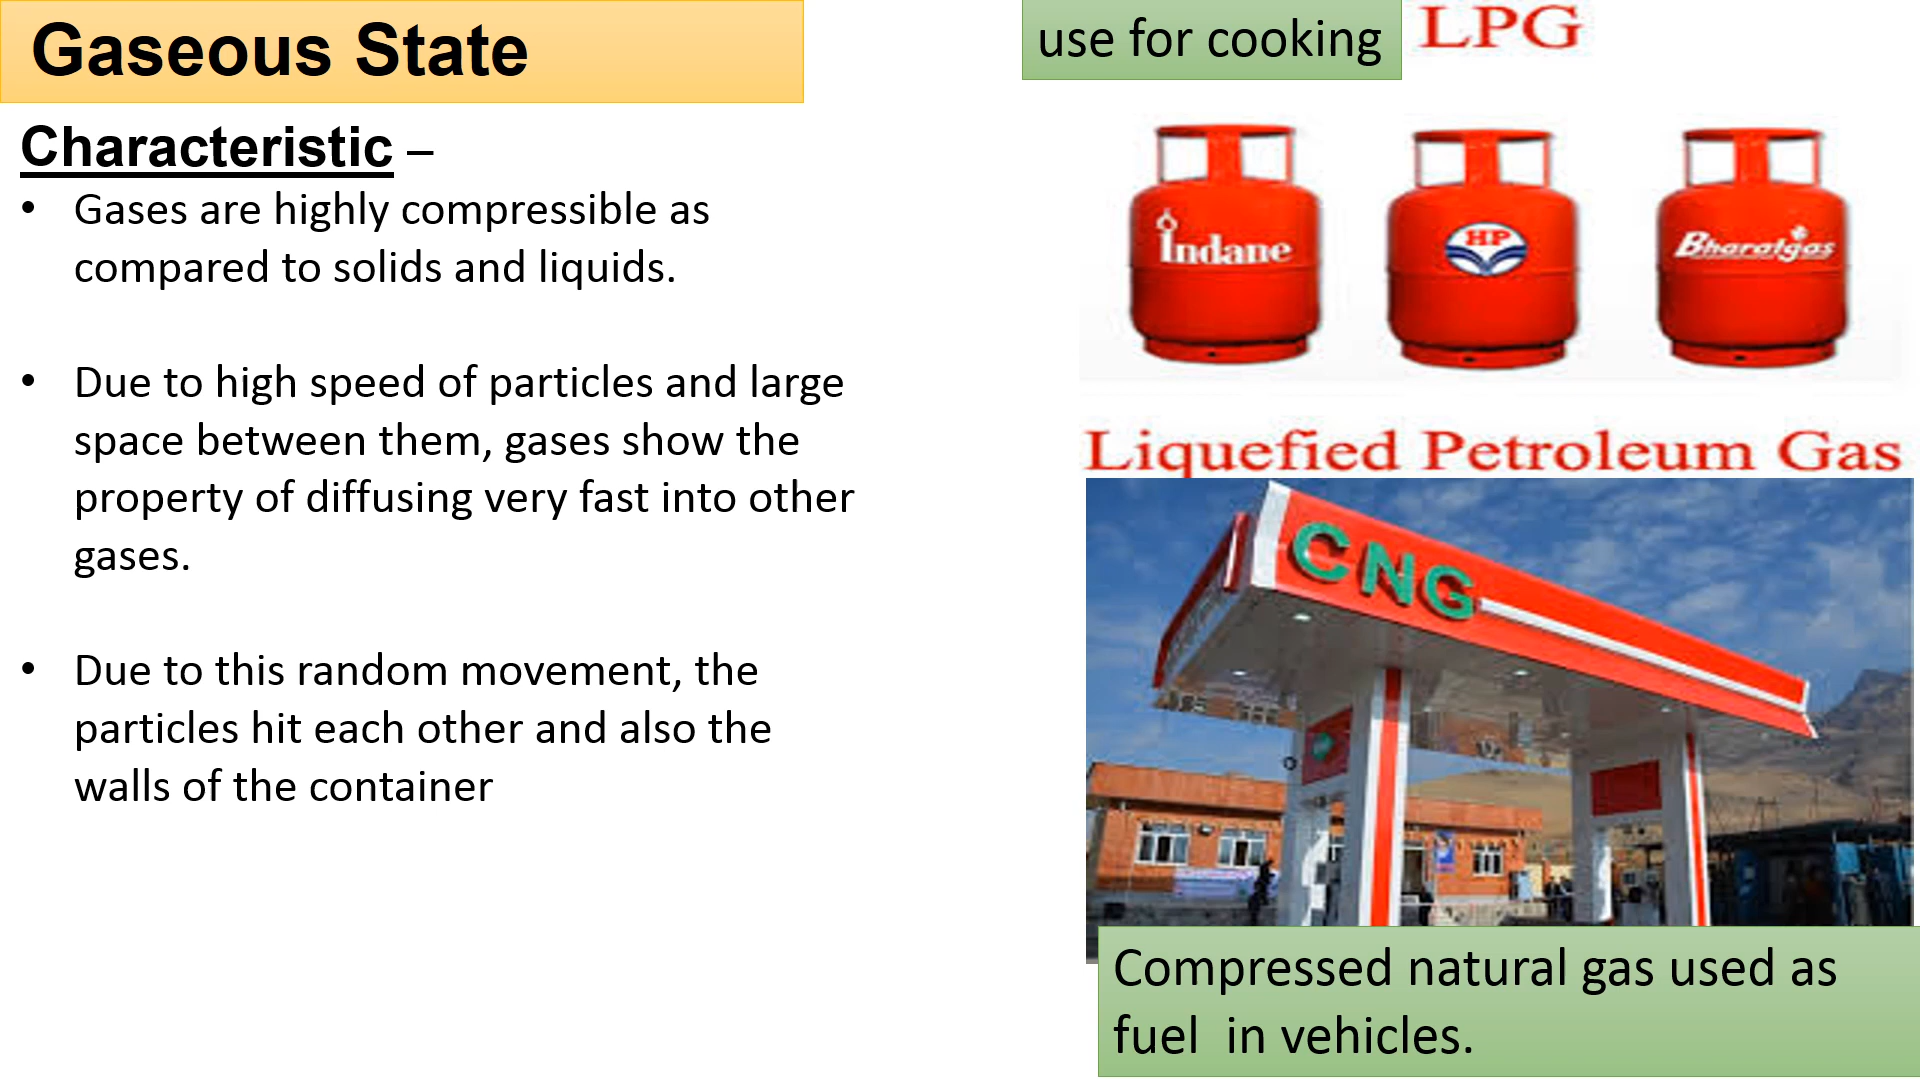 Gaseous State
Characteristic –
• Gases are highly compressible as
compared to solids and liquids.
• Due to high speed of particles and large
space between them, gases show the
property of diffusing very fast into other
gases.
• Due to this random movement, the
particles hit each other and also the
walls of the container
use for cooking
LPG
Indane
HP
Bharatgas
Liquefied Petroleum Gas
CNG
Compressed natural gas used as
fuel in vehicles.